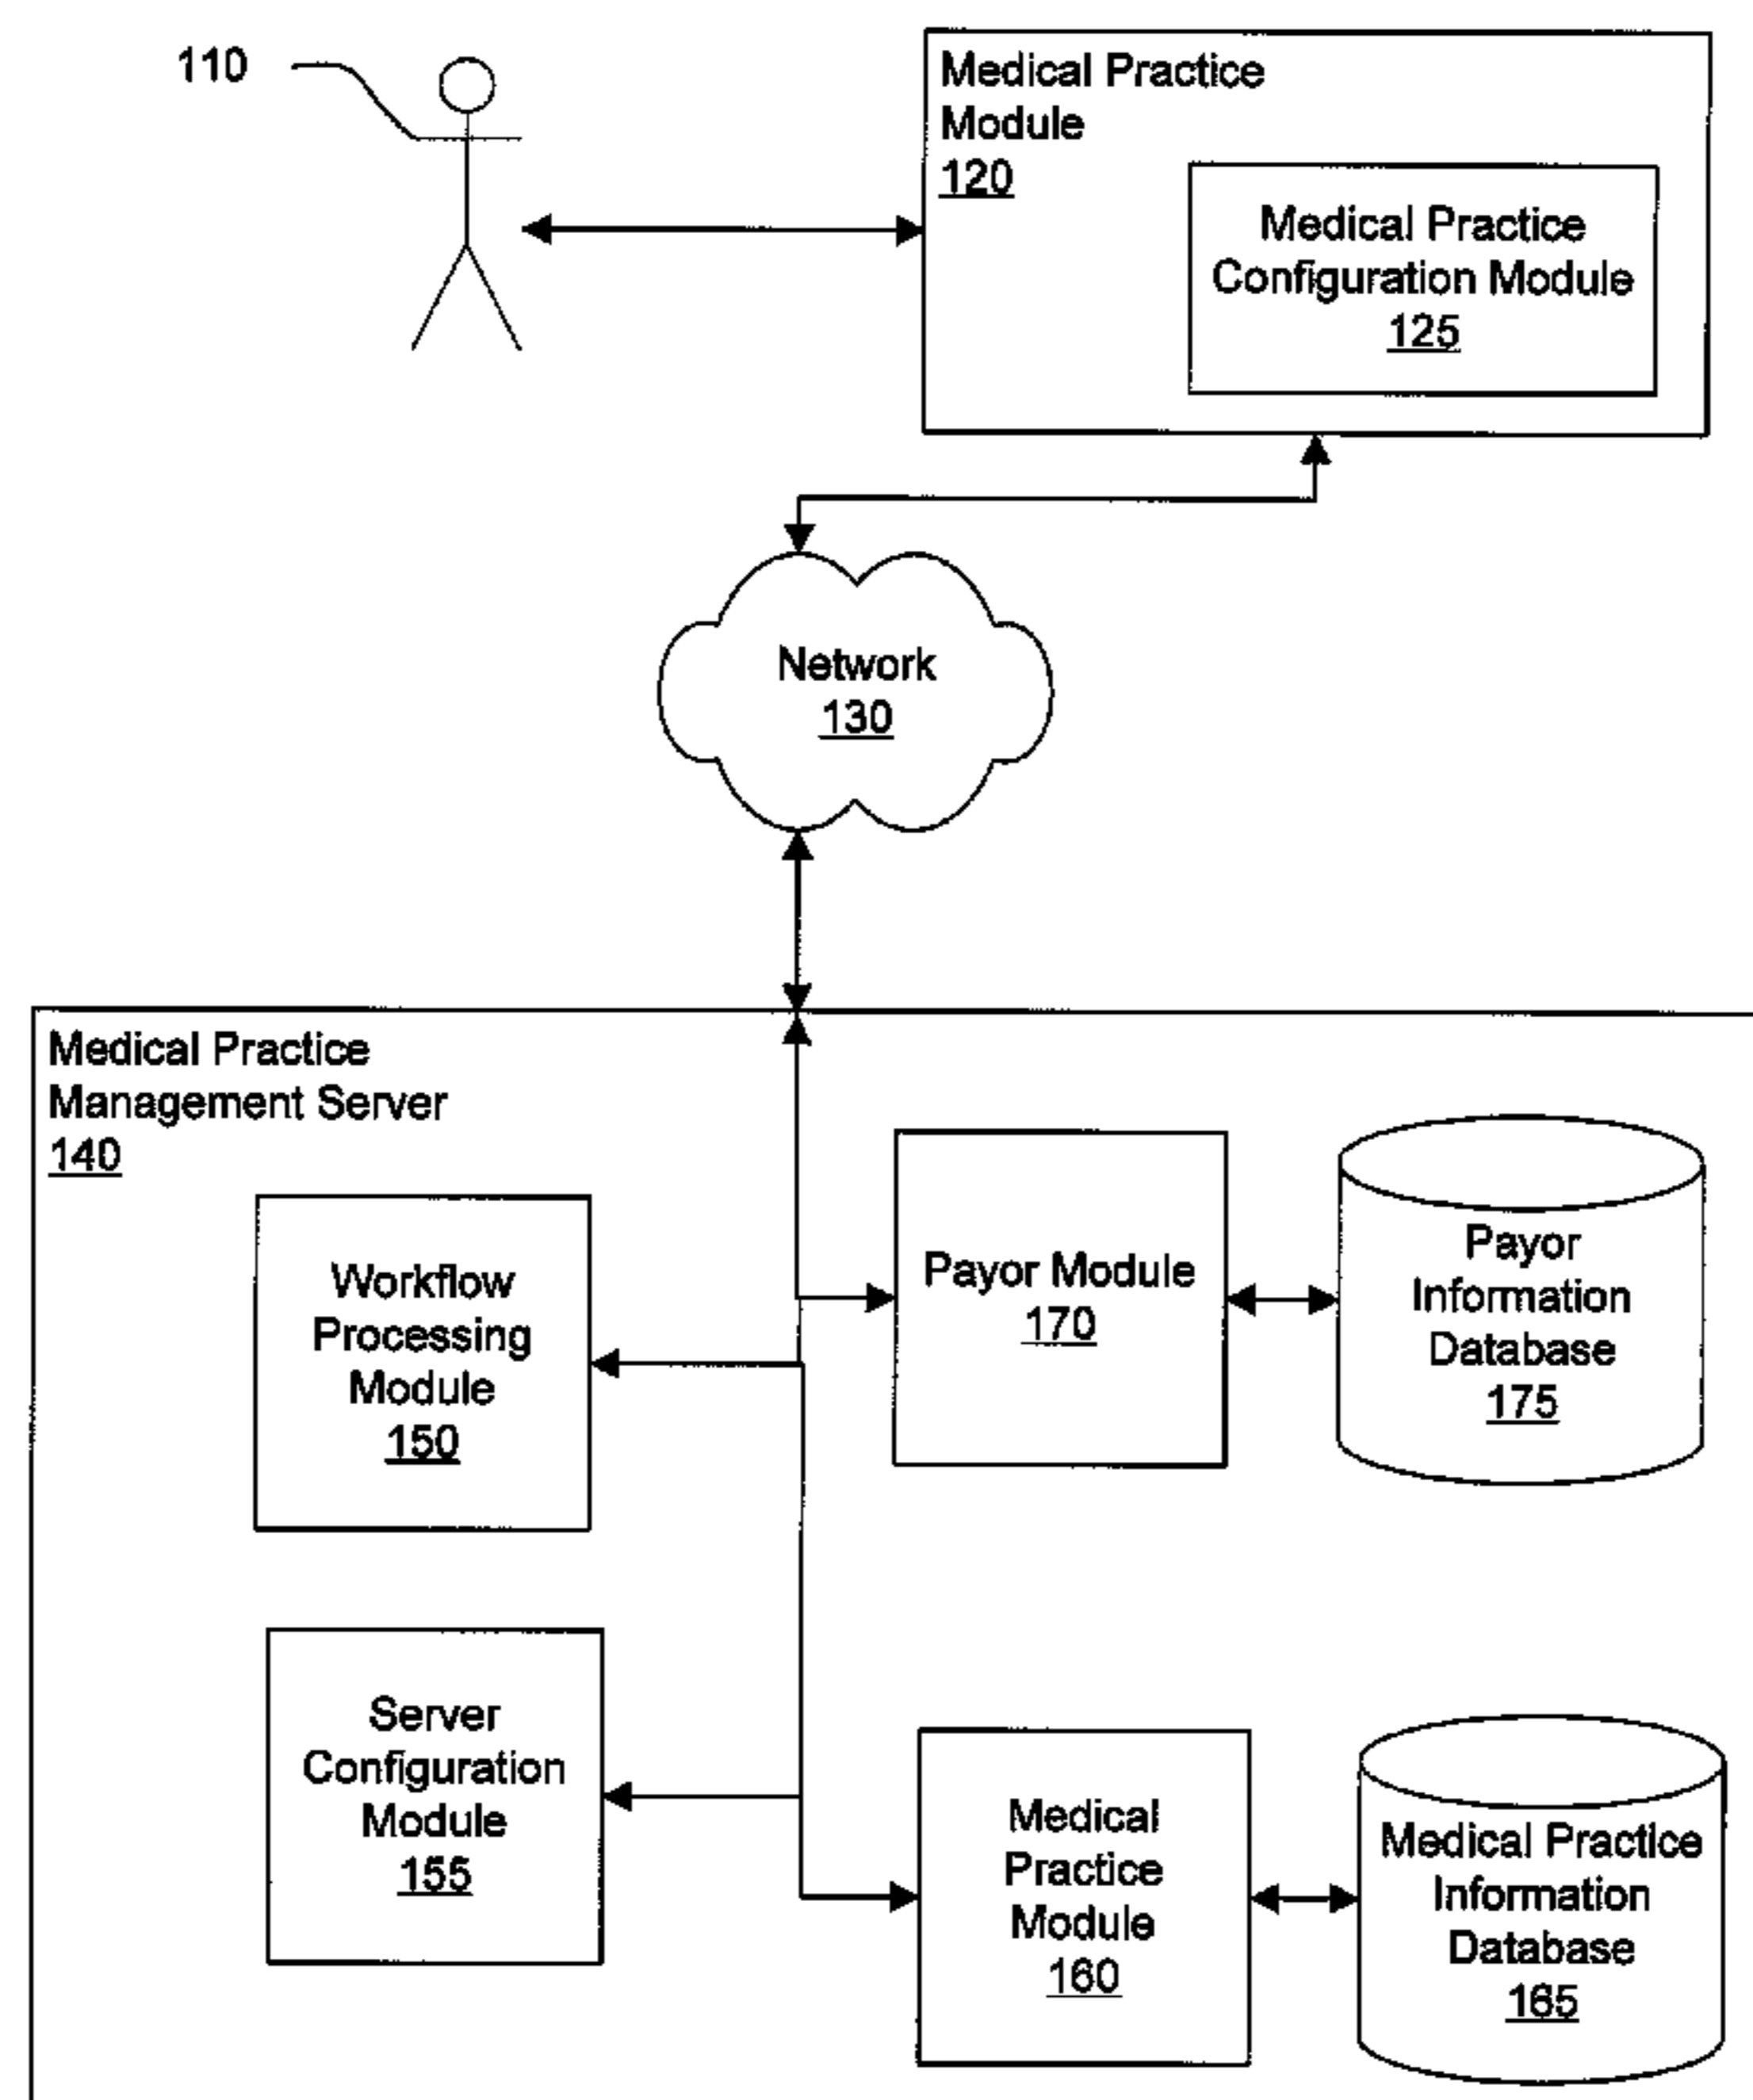 110
Medical Practice
Module
120
Medical Practice
Configuration Module
125
Network
130
Medical Practice
Management Server
140
Workflow
Processing
Module
150
Payor Module
170
Payor
Information
Database
175
Server
Configuration
Module
155
Medical
Practice
Module
160
Medical Practice
Information
Database
165